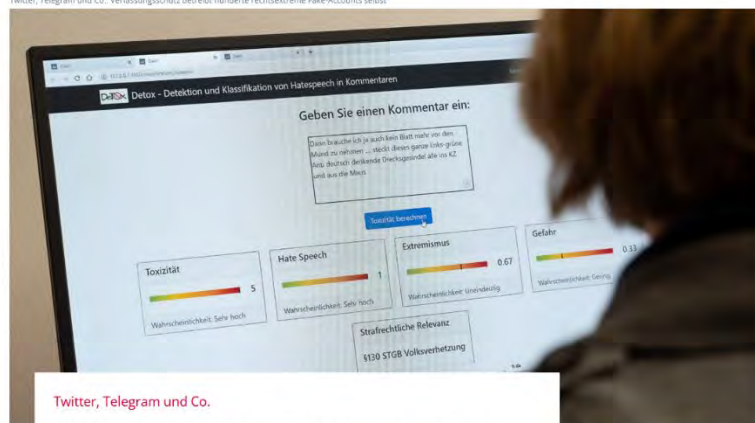 Twitter, Telegram und Co.: Verfassungsschutz betreibt hunderte rechtsextreme Fake-Accounts selbst
DeTox Detox - Detektion und Klassifikation von Hatespeech in Kommentaren
Geben Sie einen Kommentar ein:
Dann brauche ich ja auch kein Blatt mehr vor den
Mund zu nehmen ... steckt dieses ganze links-grüne
Anti deutsch denkende Drecksgesindel alle ins KZ
und aus die Maus
Toxizität berechnen
Toxizität
5
Wahrscheinlichkeit: Sehr hoch
Hate Speech
1
Wahrscheinlichkeit: Sehr hoch
Extremismus
0.67
Wahrscheinlichkeit: Uneindeutig
Gefahr
0.33
Wahrscheinlichkeit: Gering
Strafrechtliche Relevanz
§130 STGB Volksverhetzung
Twitter, Telegram und Co.